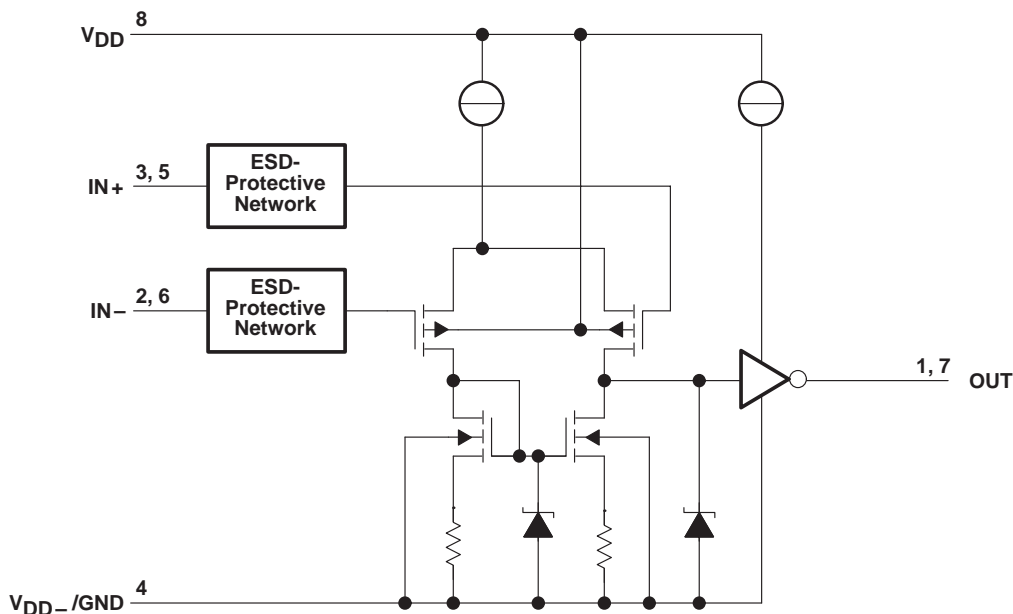 8
VDD
ESD-
Protective
Network
3, 5
IN+
ESD-
Protective
Network
2, 6
IN–
1, 7
OUT
4
VDD–/GND